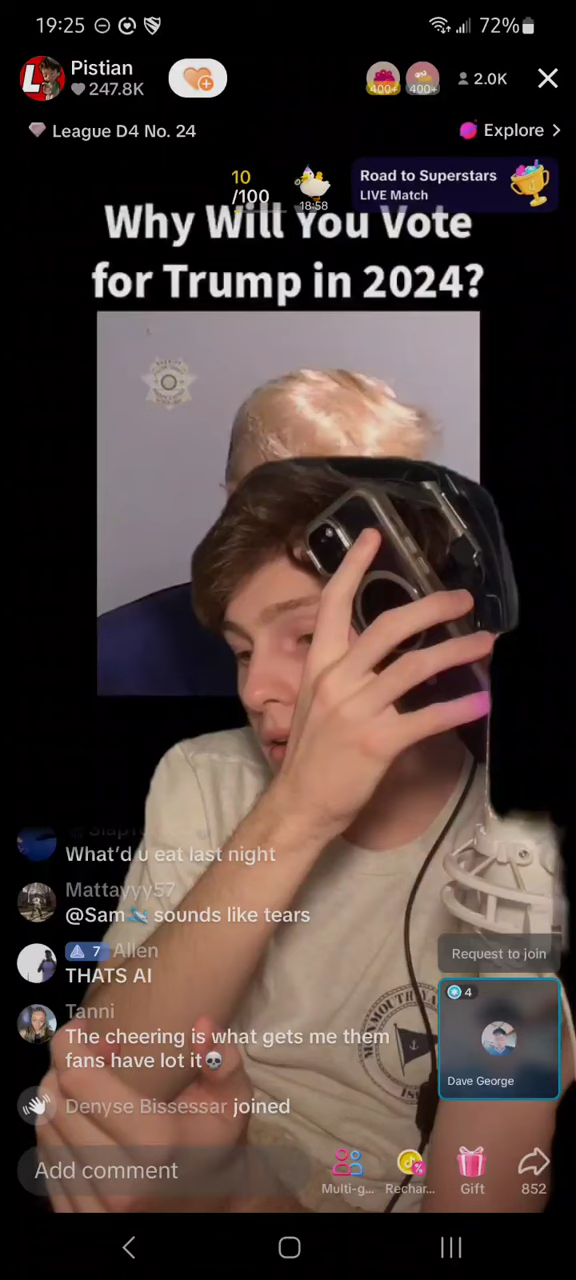 19:25
72%
Pistian
247.8K
400+
400+
2.0K
League D4 No. 24
Explore
10
/100
18:58
Road to Superstars
LIVE Match
Why Will You Vote
for Trump in 2024?
What'd u eat last night
Mattayyy57
@Sam sounds like tears
7 Allen
THATS AI
Tanni
The cheering is what gets me them
fans have lot it💀
Denyse Bissessar joined
Request to join
4
Dave George
Add comment
Multi-g...
Rechar...
Gift
852